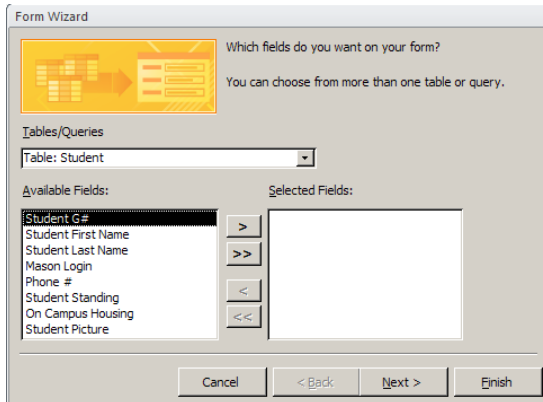 Form Wizard
Which fields do you want on your form?
You can choose from more than one table or query.
Tables/Queries
Table: Student
Available Fields:
Selected Fields:
Student G#
Student First Name
Student Last Name
Mason Login
Phone #
Student Standing
On Campus Housing
Student Picture
>
>>
<
<<
Cancel
< Back
Next >
Finish